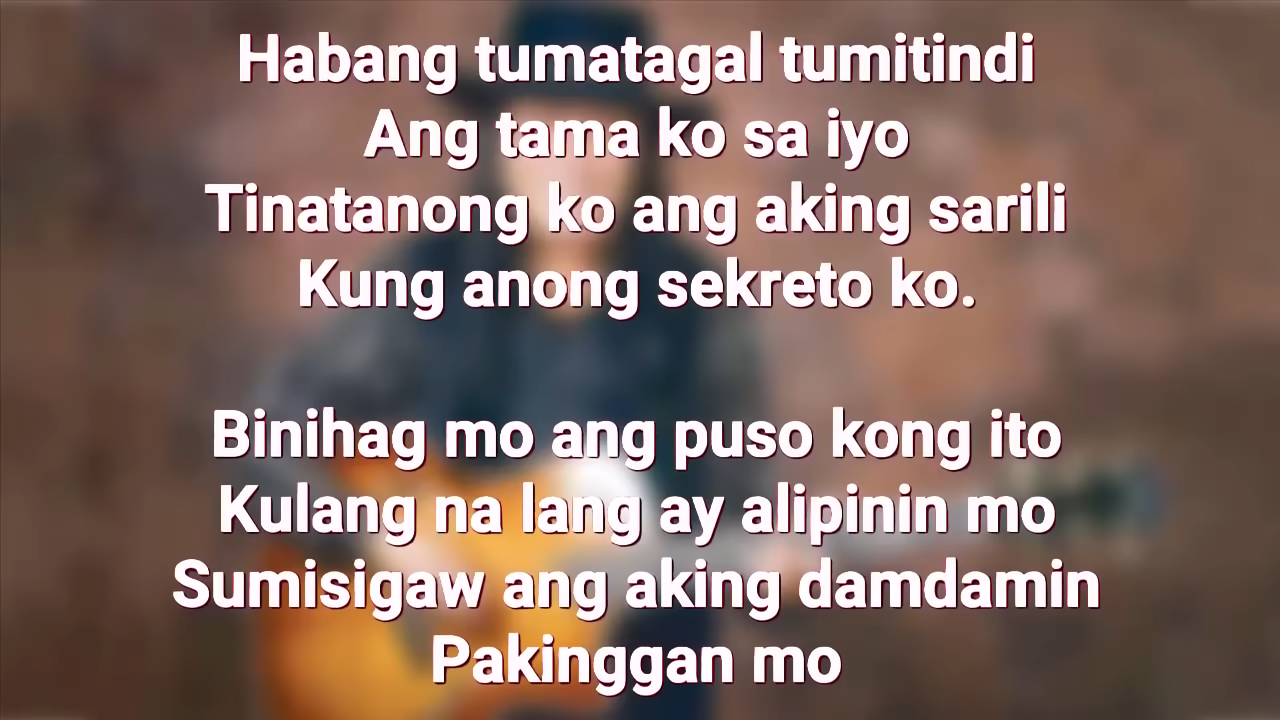 Habang tumatagal tumitindi
Ang tama ko sa iyo
Tinatanong ko ang aking sarili
Kung anong sekreto ko.
Binihag mo ang puso kong ito
Kulang na lang ay alipinin mo
Sumisigaw ang aking damdamin
Pakinggan mo